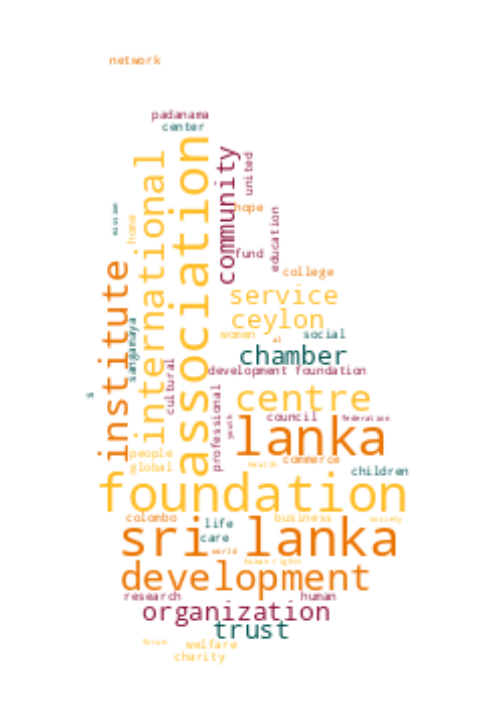 network
padanama
center
association
international
community
united
mission
hope
home
education
fund
institute
college
service
ceylon
sangamaya
women
social
al
chamber
cultural
development foundation
professional
centre
s
youth
council
federation
lanka
people
global
health
commerce
children
foundation
colombo
life
business
society
sri lanka
care
world
human rights
development
research
human
organization
trust
welfare
charity